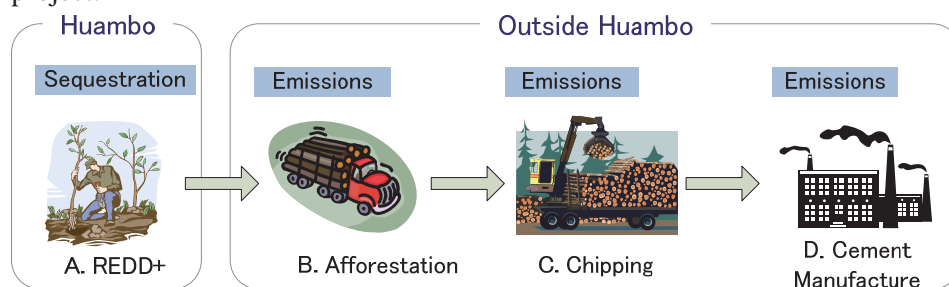 Huambo
Outside Huambo
Sequestration
Emissions
Emissions
Emissions
A. REDD+
B. Afforestation
C. Chipping
D. Cement
Manufacture